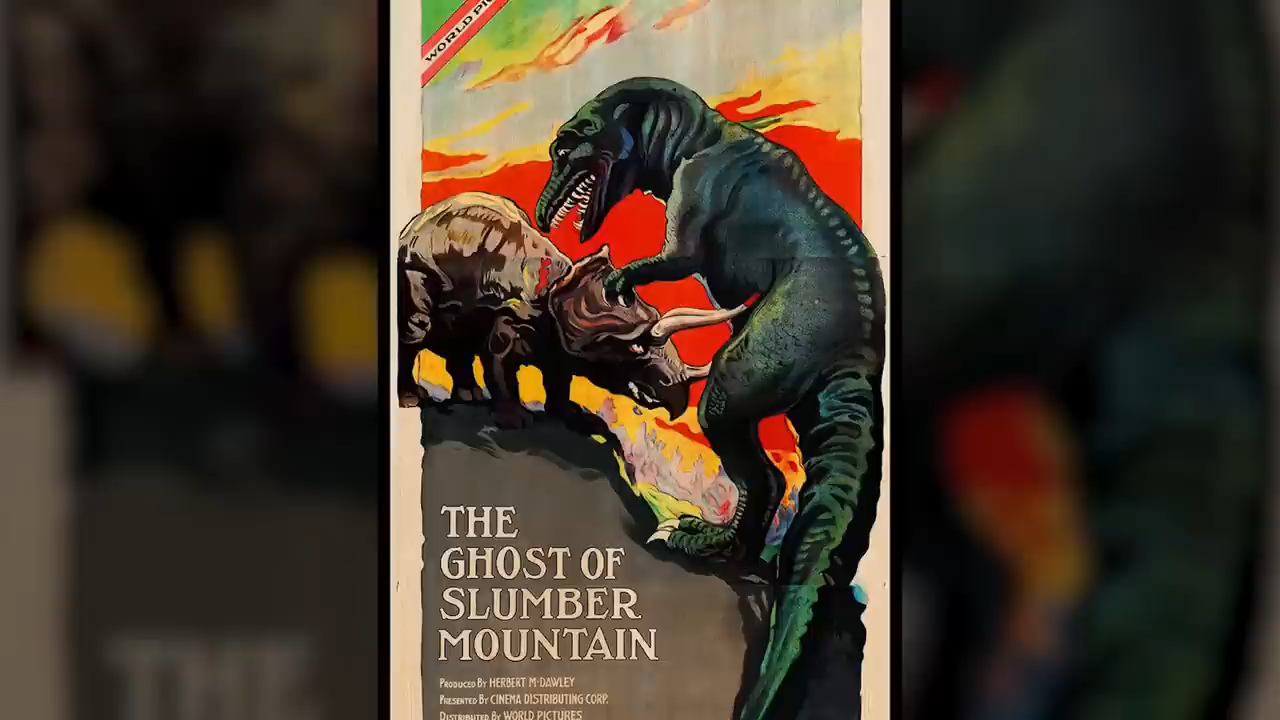 WORLD PI
THE
GHOST OF
SLUMBER
MOUNTAIN
PRODUCED BY HERBERT M·DAWLEY
PRESENTED BY CINEMA DISTRIBUTING CORP.
DISTRIBUTED BY WORLD PICTURES